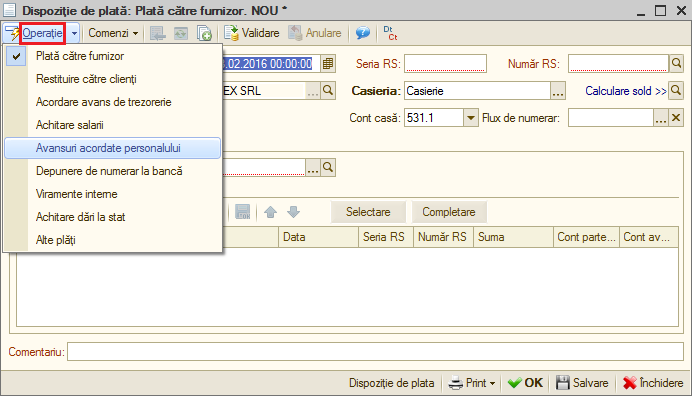 Dispoziție de plată: Plată către furnizor. NOU *
Operație Comenzi Validare Anulare Dt Ct
Plată către furnizor
Restituire către clienți
Acordare avans de trezorerie
Achitare salarii
Avansuri acordate personalului
Depunere de numerar la bancă
Viramente interne
Achitare dări la stat
Alte plăți
.02.2016 00:00:00 Seria RS: Număr RS:
EX SRL ... Casieria: Casierie ... Calculare sold >>
Cont casă: 531.1 Flux de numerar: ...
...
Selectare Completare
Data Seria RS Număr RS Suma Cont parte... Cont av...
Comentariu:
Dispoziție de plata Print OK Salvare Închidere